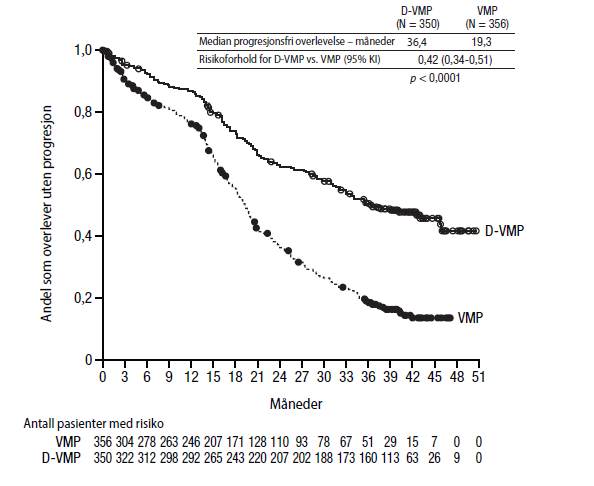 D-VMP VMP
(N = 350) (N = 356)
Median progresjonsfri overlevelse – måneder 36,4 19,3
Risikoforhold for D-VMP vs. VMP (95% KI) 0,42 (0,34-0,51)
p < 0,0001
Andel som overlever uten progresjon
1,0
0,8
0,6
0,4
0,2
0
D-VMP
VMP
0 3 6 9 12 15 18 21 24 27 30 33 36 39 42 45 48 51
Måneder
Antall pasienter med risiko
VMP 356 304 278 263 246 207 171 128 110 93 78 67 51 29 15 7 0 0
D-VMP 350 322 312 298 292 265 243 220 207 202 188 173 160 113 63 26 9 0